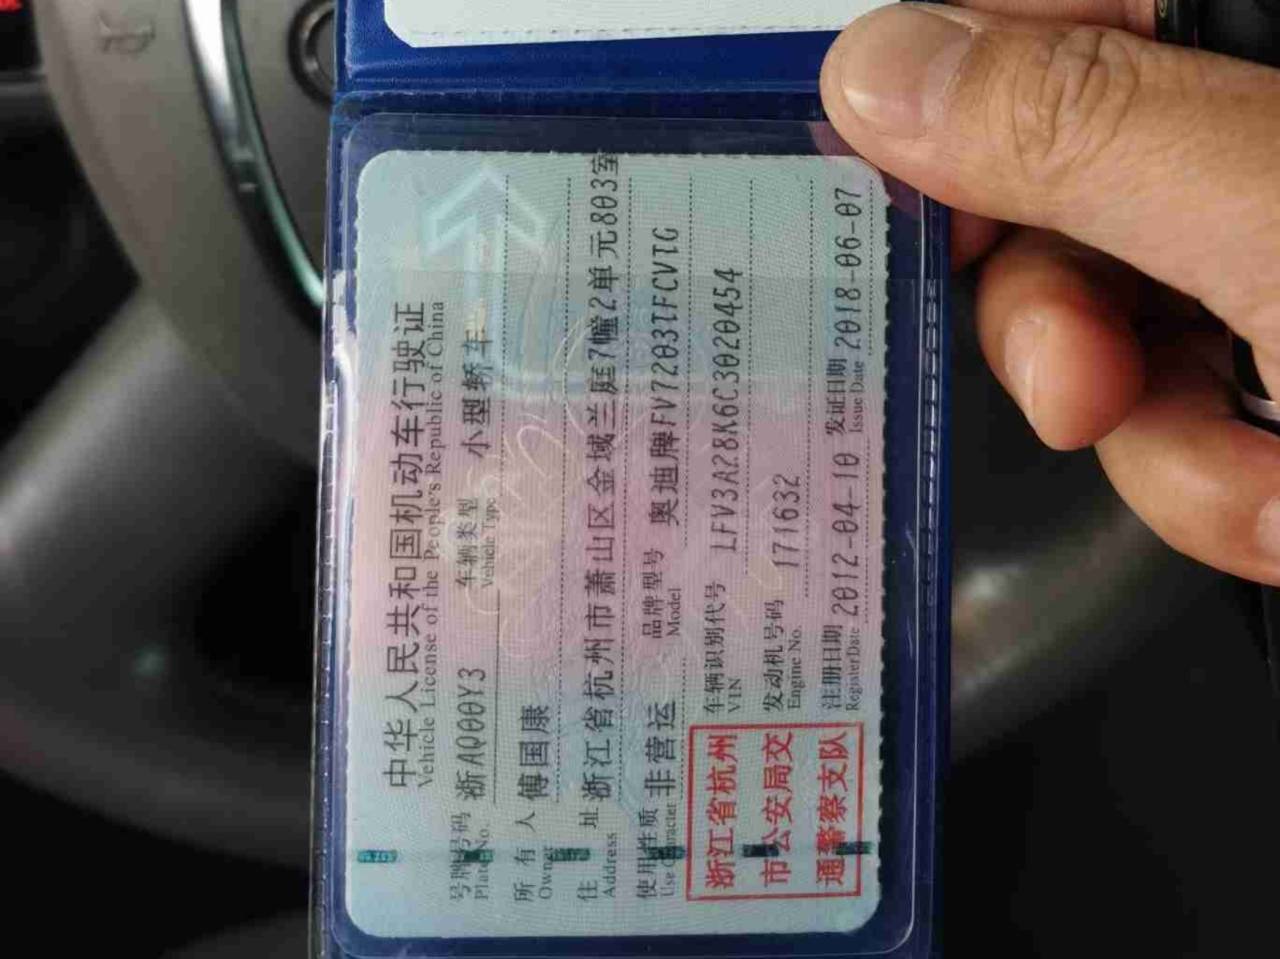 中华人民共和国机动车行驶证
Vehicle License of the People's Republic of China
号牌号码 浙AQ00Y3 车辆类型 小型轿车
Plate No. Vehicle Type
所有人 傅国康
Owner
住址 浙江省杭州市萧山区金域兰庭7幢2单元803室
Address
使用性质 非营运 品牌型号 奥迪牌FV7203TFCVTG
Use Character Model
浙江省杭州市公安局交通警察支队
车辆识别代号 LFV3A28K6C3020454
VIN
发动机号码 171632
Engine No.
注册日期 2012-04-10 发证日期 2018-06-07
Register Date Issue Date